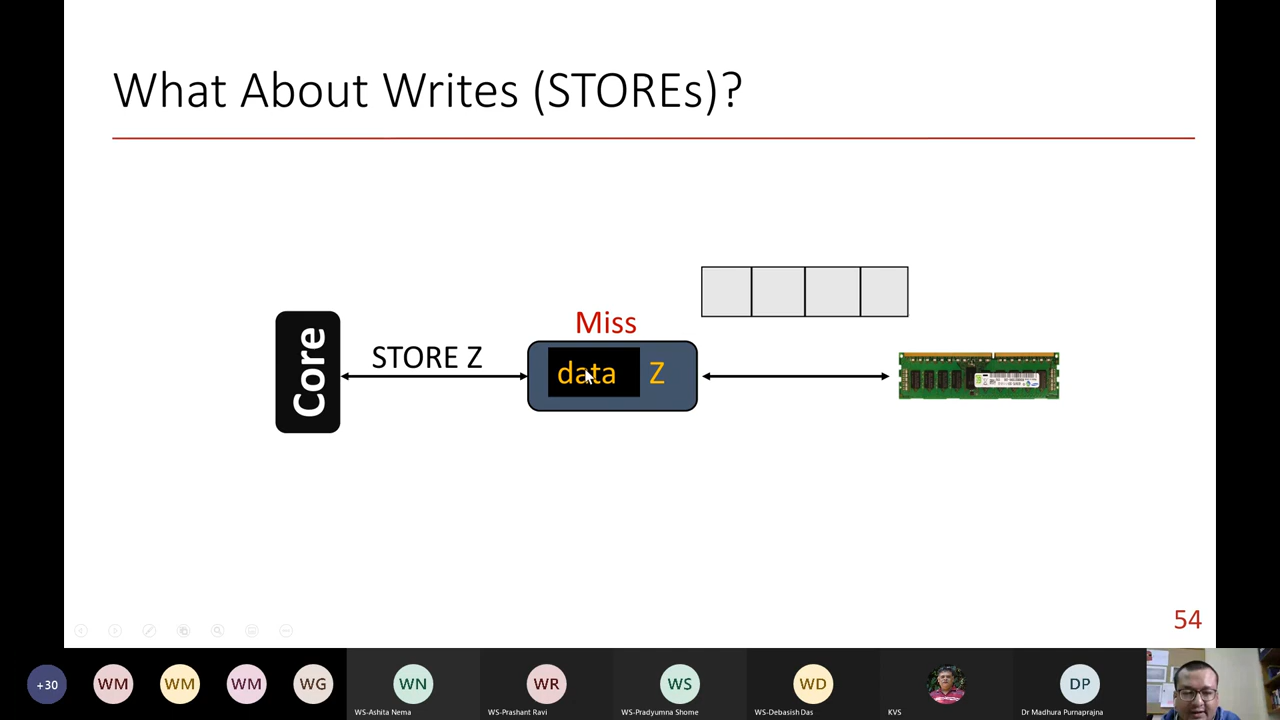 What About Writes (STOREs)?
Miss
Core
STORE Z
data Z
54
+30
WM
WM
WM
WG
WN
WS-Ashita Nema
WR
WS-Prashant Ravi
WS
WS-Pradyumna Shome
WD
WS-Debasish Das
KVS
DP
Dr Madhura Purnaprajna